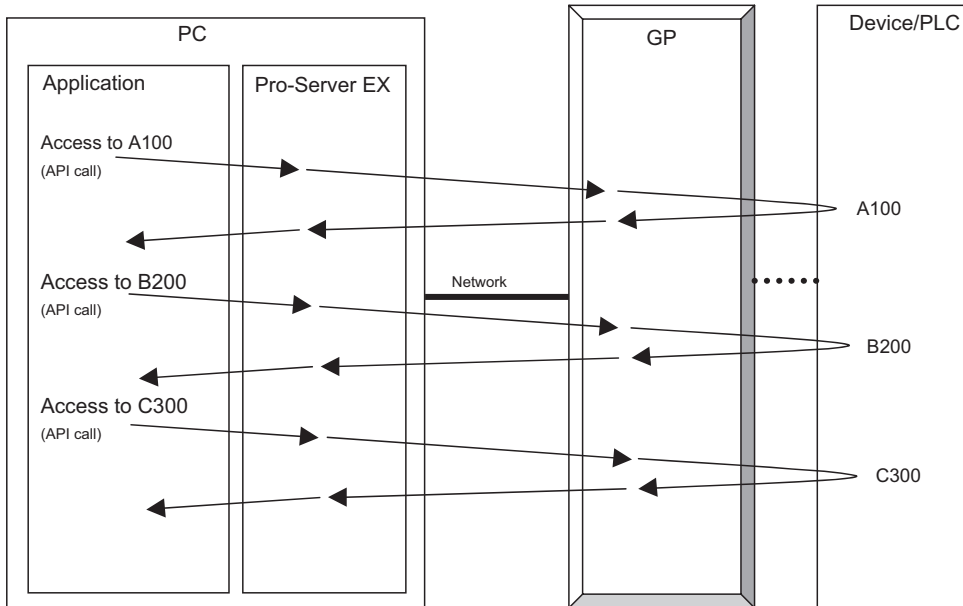 PC
GP
Device/PLC
Application
Pro-Server EX
Access to A100
(API call)
A100
Access to B200
(API call)
Network
B200
Access to C300
(API call)
C300